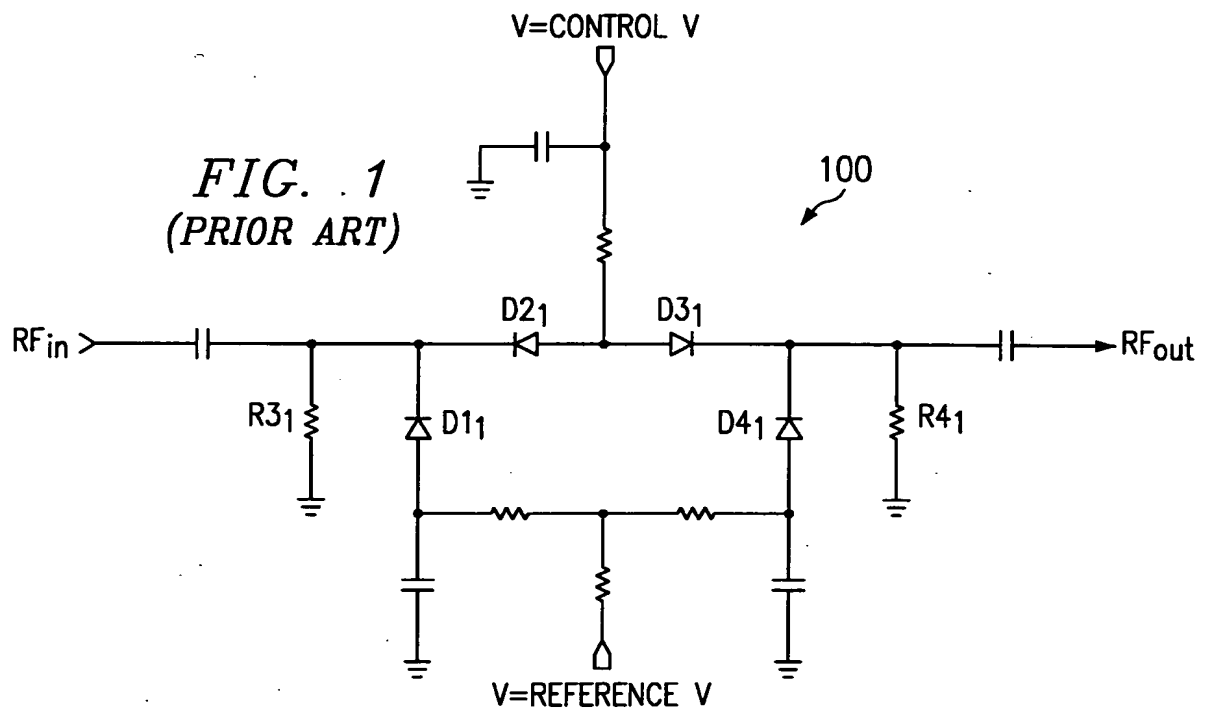 V=CONTROL V
FIG. 1
(PRIOR ART)
100
D2₁
D3₁
RFin
RFout
R3₁
D1₁
D4₁
R4₁
V=REFERENCE V